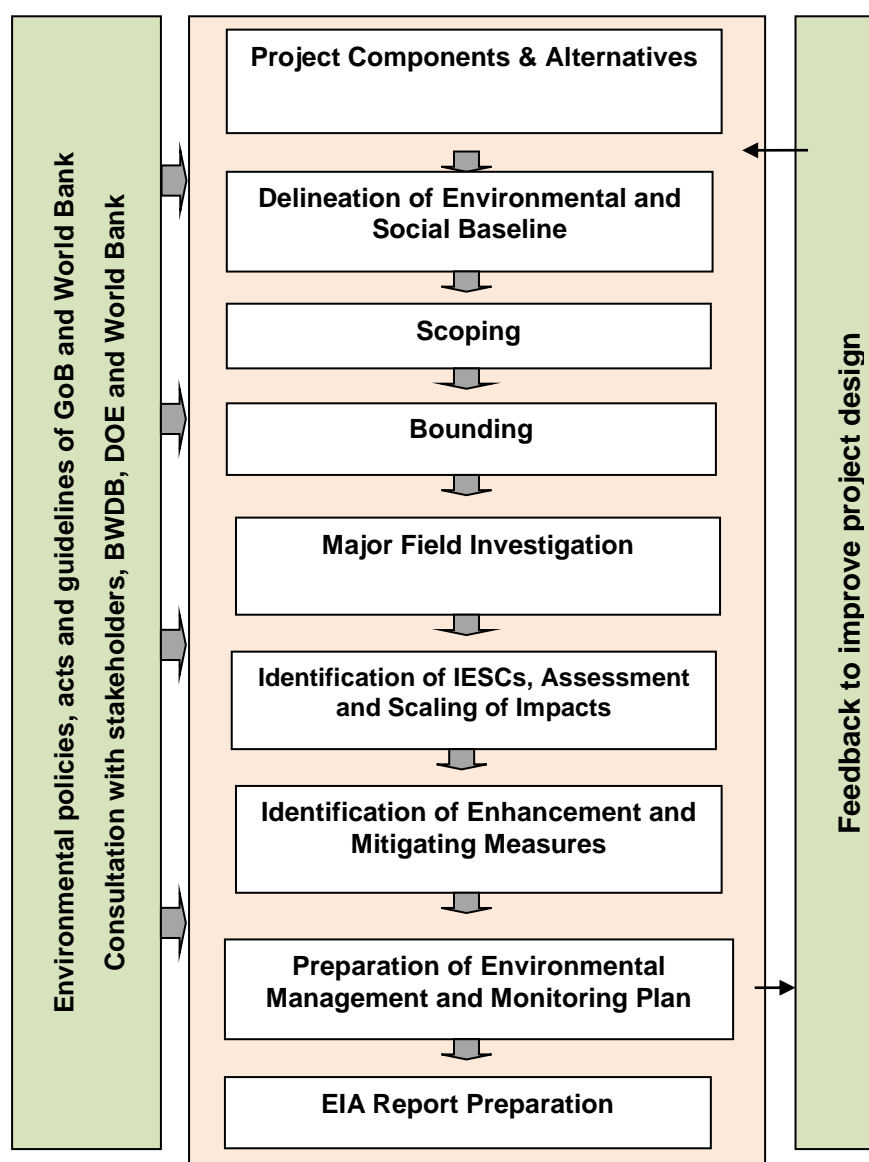 Environmental policies, acts and guidelines of GoB and World Bank
Consultation with stakeholders, BWDB, DOE and World Bank
Project Components & Alternatives
Delineation of Environmental and
Social Baseline
Scoping
Bounding
Major Field Investigation
Identification of IESCs, Assessment
and Scaling of Impacts
Identification of Enhancement and
Mitigating Measures
Preparation of Environmental
Management and Monitoring Plan
EIA Report Preparation
Feedback to improve project design